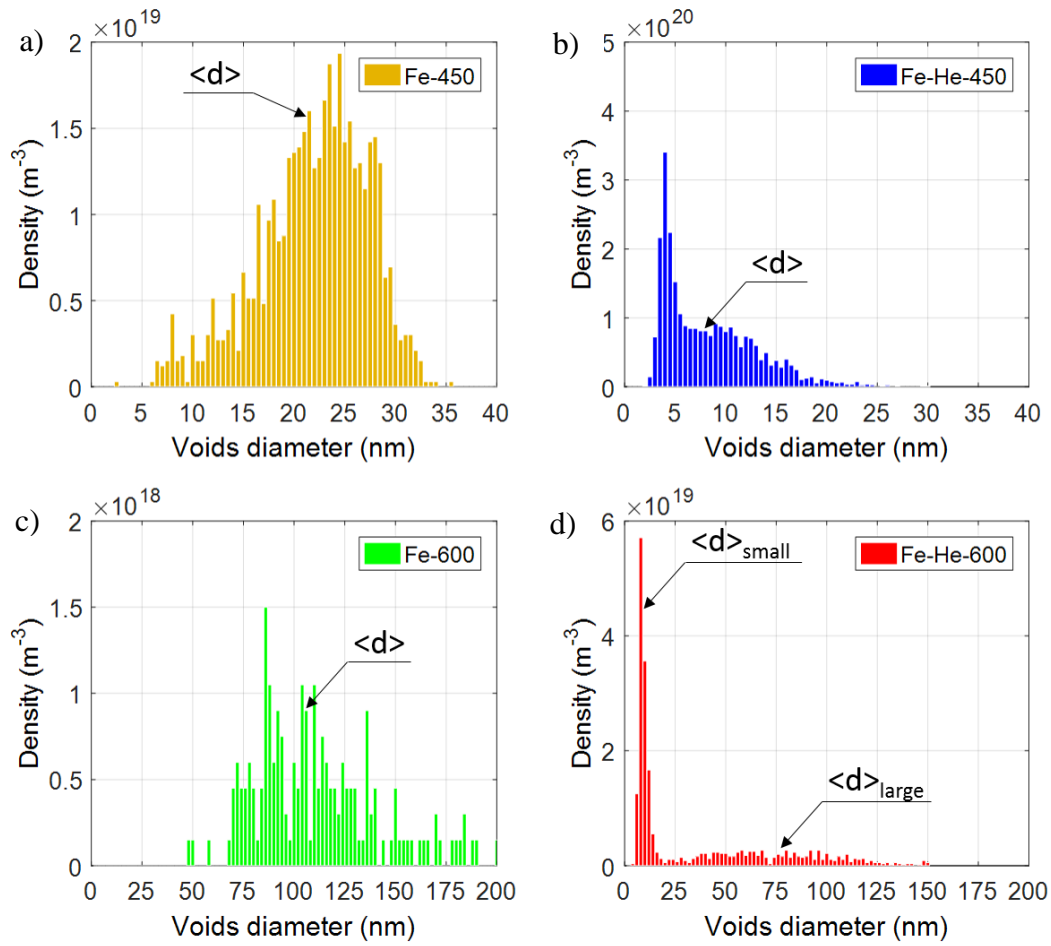 a)
×10^19
2
1.5
1
0.5
0
Density (m^-3)
<d>
Fe-450
0 5 10 15 20 25 30 35 40
Voids diameter (nm)
b)
×10^20
5
4
3
2
1
0
Density (m^-3)
<d>
Fe-He-450
0 5 10 15 20 25 30 35 40
Voids diameter (nm)
c)
×10^18
2
1.5
1
0.5
0
Density (m^-3)
<d>
Fe-600
0 25 50 75 100 125 150 175 200
Voids diameter (nm)
d)
×10^19
6
4
2
0
Density (m^-3)
<d>small
<d>large
Fe-He-600
0 25 50 75 100 125 150 175 200
Voids diameter (nm)